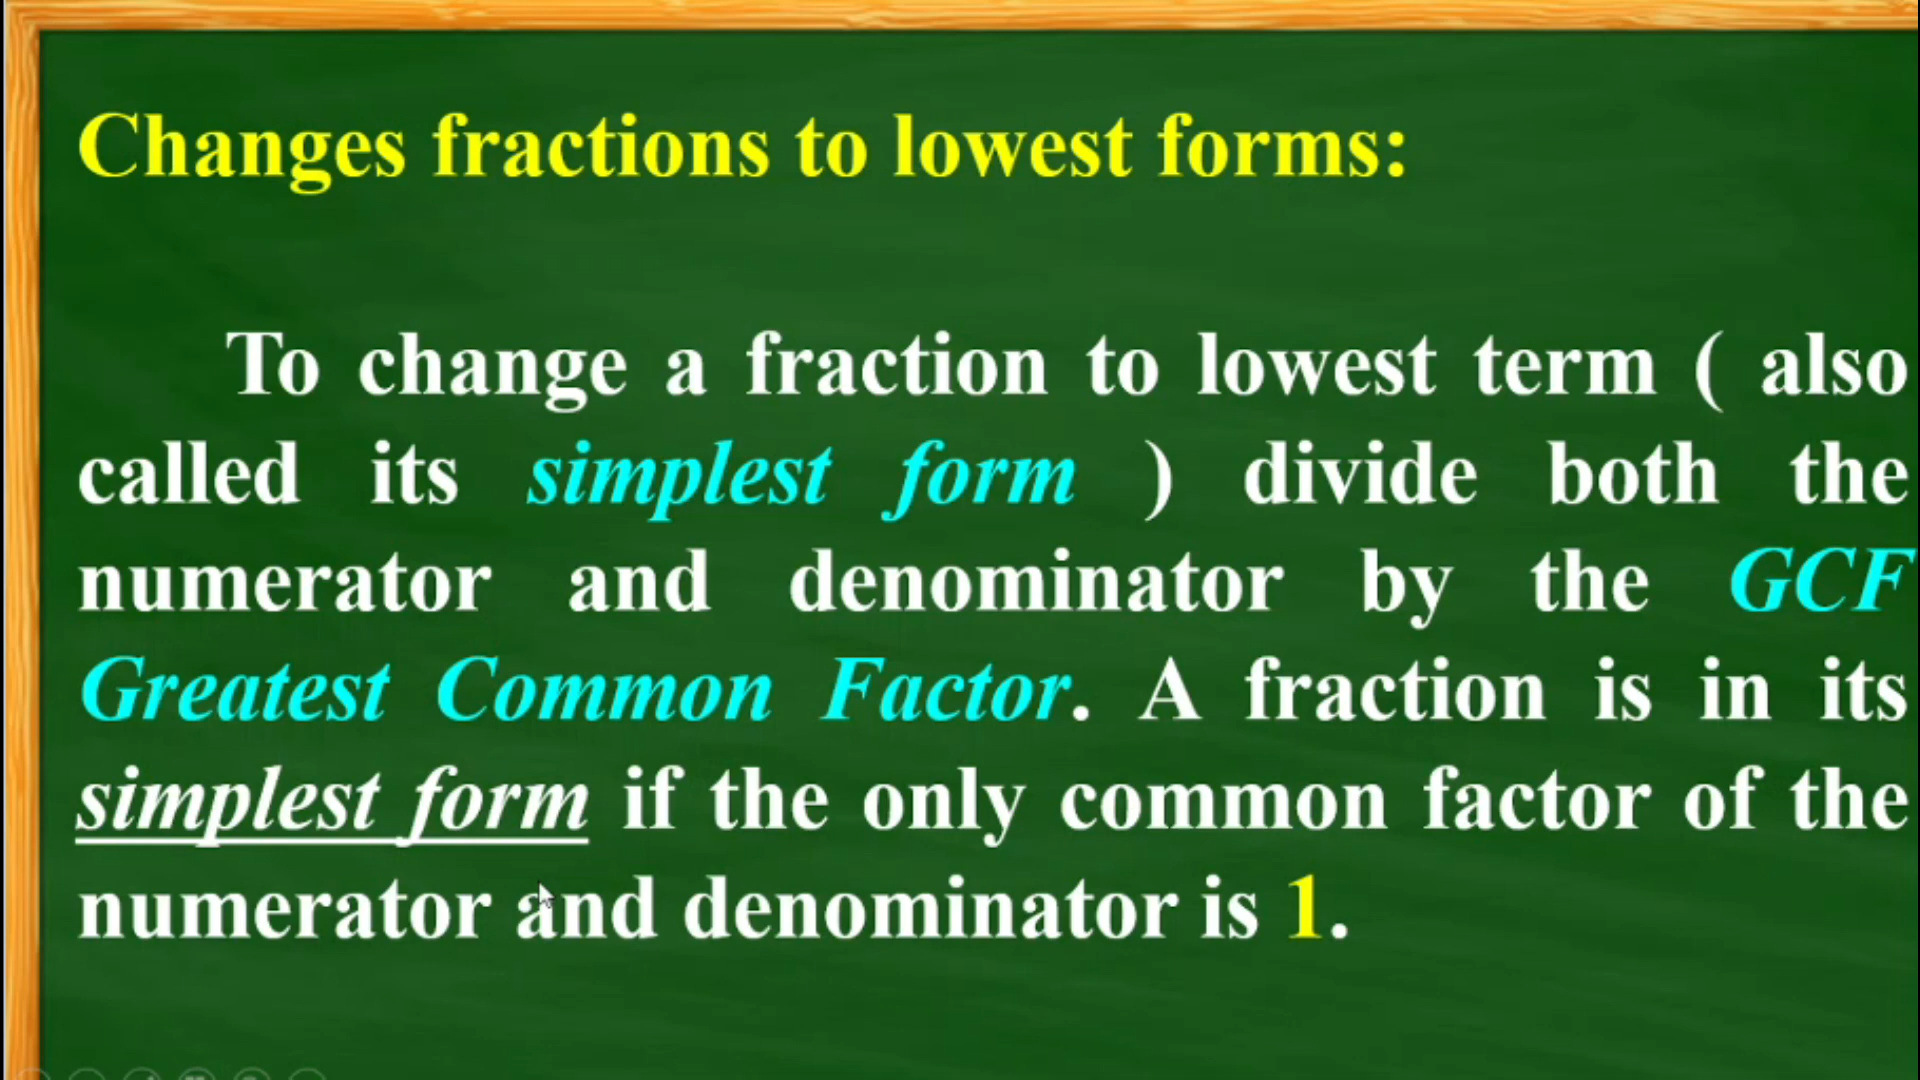 Changes fractions to lowest forms:
To change a fraction to lowest term ( also
called its simplest form ) divide both the
numerator and denominator by the GCF
Greatest Common Factor. A fraction is in its
simplest form if the only common factor of the
numerator and denominator is 1.